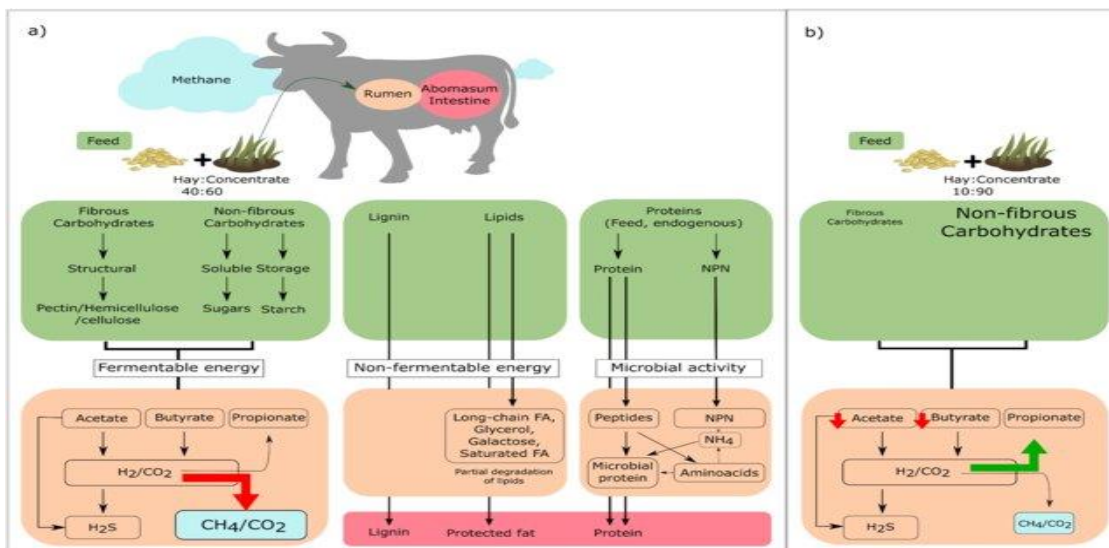 a)
Methane
Rumen
Abomasum
Intestine
Feed
+
Hay:Concentrate
40:60
Fibrous
Carbohydrates
Structural
Pectin/Hemicellulose
/cellulose
Non-fibrous
Carbohydrates
Soluble
Storage
Sugars
Starch
Lignin
Lipids
Proteins
(Feed, endogenous)
Protein
NPN
Fermentable energy
Non-fermentable energy
Microbial activity
Acetate
Butyrate
Propionate
H2/CO2
H2S
CH4/CO2
Long-chain FA,
Glycerol,
Galactose,
Saturated FA
Partial degradation
of lipids
Peptides
NPN
NH4
Microbial
protein
Aminoacids
Lignin
Protected fat
Protein
b)
Feed
+
Hay:Concentrate
10:90
Fibrous
Carbohydrates
Non-fibrous
Carbohydrates
Acetate
Butyrate
Propionate
H2/CO2
H2S
CH4/CO2